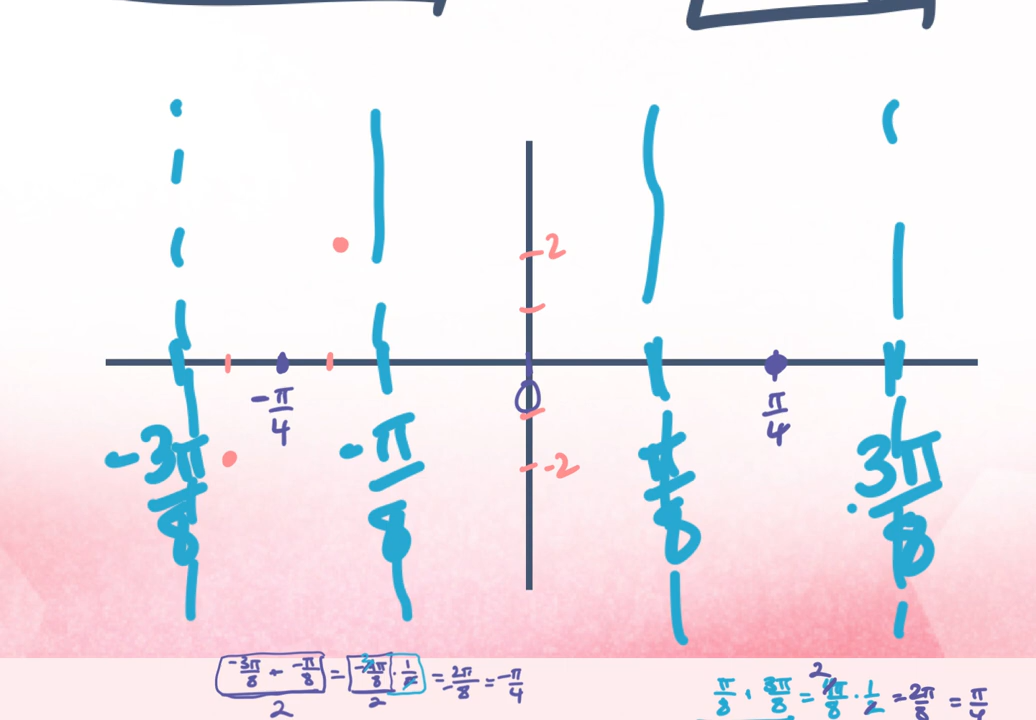 2
-π/4
0
π/4
-2
-3π/8
-π/8
π/8
3π/8
(-3π/8 + -π/8)/2 = (-4π/8 · 1/2)/2 = -2π/8 = -π/4
π/8 + 3π/8 = 4π/8 · 1/2 = 2π/8 = π/4